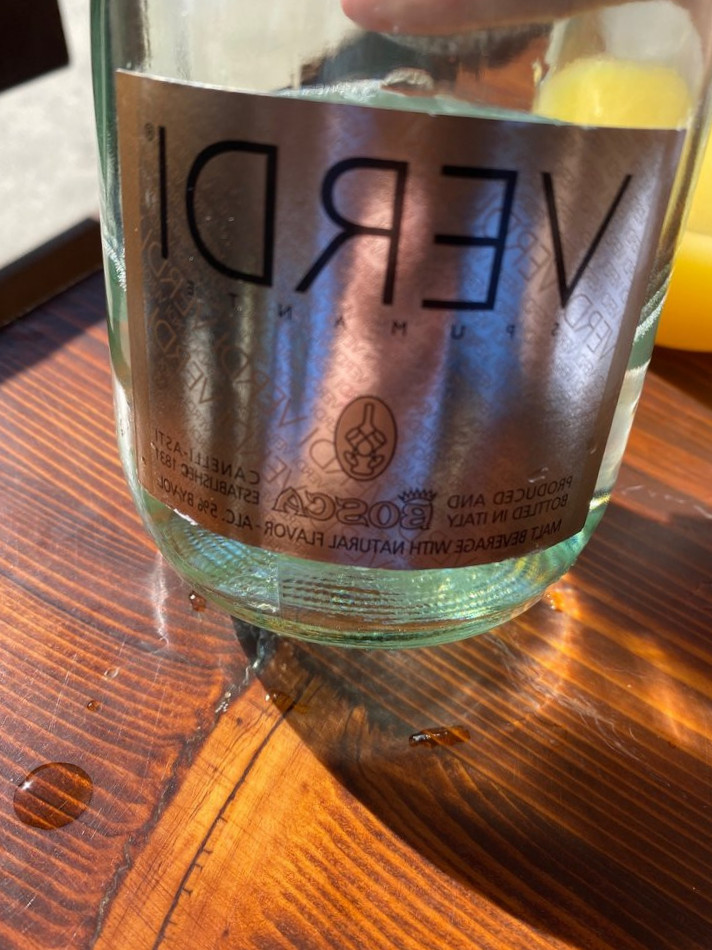 VERDI®
SPUMANTE
CANELLI-ASTI
ESTABLISHED 1831
BOSCA
PRODUCED AND
BOTTLED IN ITALY
MALT BEVERAGE WITH NATURAL FLAVOR - ALC. 5% BY VOL.